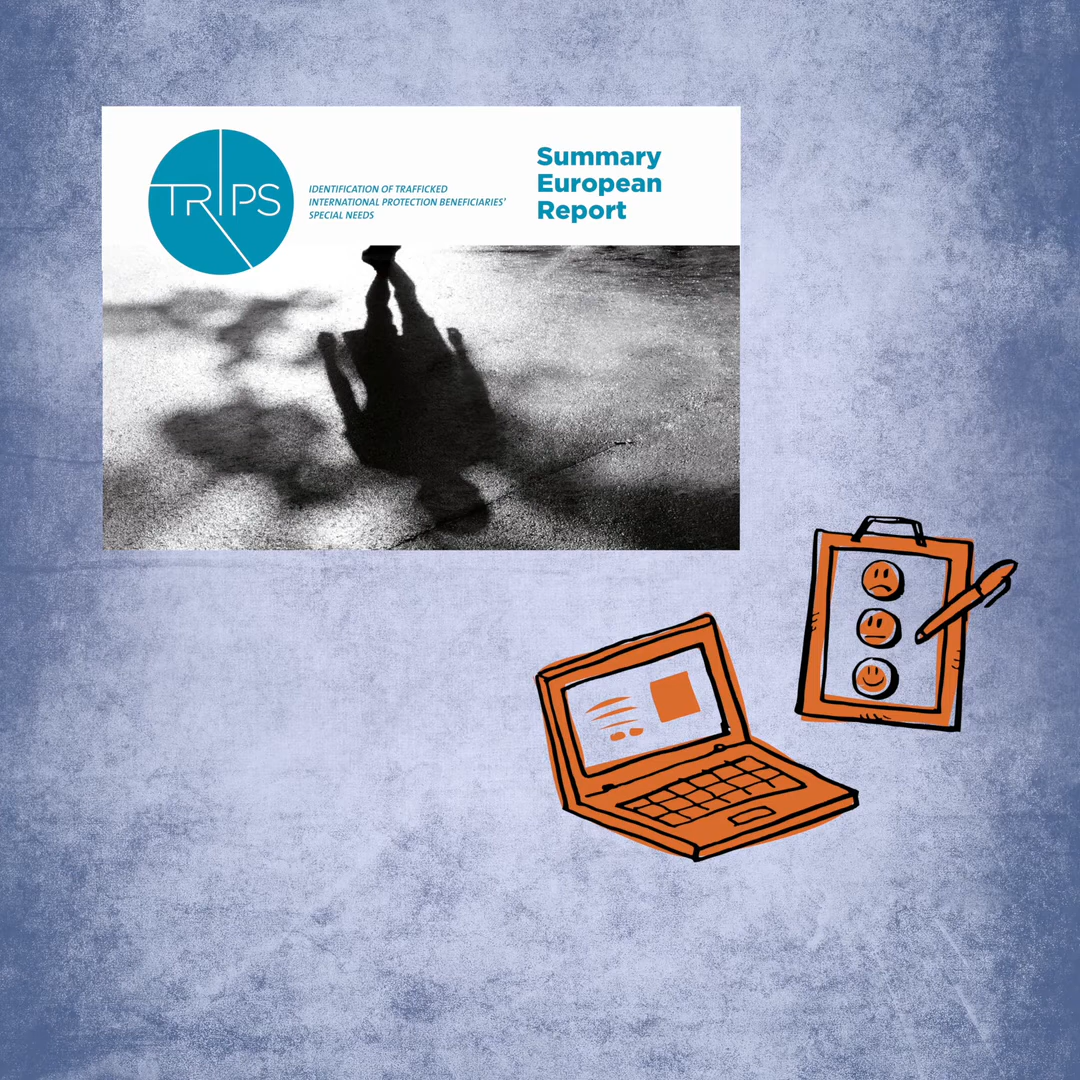 TRIPS
IDENTIFICATION OF TRAFFICKED
INTERNATIONAL PROTECTION BENEFICIARIES'
SPECIAL NEEDS
Summary
European
Report